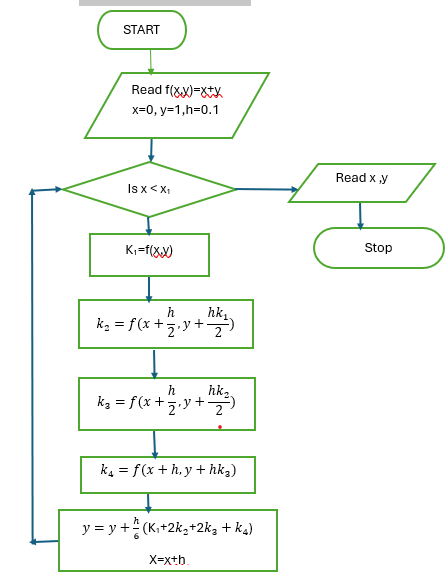 START
Read f(x,y)=x+y
x=0, y=1,h=0.1
Is x < x₁
Read x ,y
Stop
K₁=f(x,y)
k₂ = f(x + h/2, y + hk₁/2)
k₃ = f(x + h/2, y + hk₂/2)
k₄ = f(x + h, y + hk₃)
y = y + h/6 (K₁+2k₂+2k₃ + k₄)
X=x+h